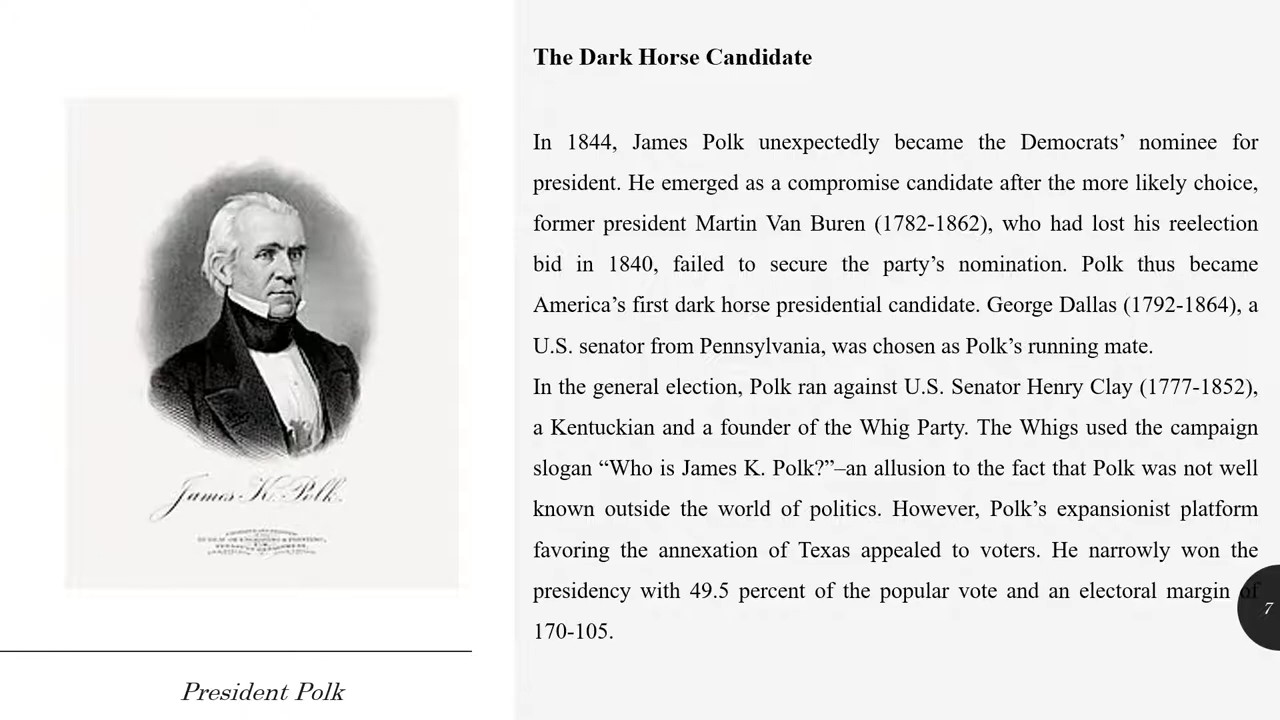 The Dark Horse Candidate
In 1844, James Polk unexpectedly became the Democrats’ nominee for
president. He emerged as a compromise candidate after the more likely choice,
former president Martin Van Buren (1782-1862), who had lost his reelection
bid in 1840, failed to secure the party’s nomination. Polk thus became
America’s first dark horse presidential candidate. George Dallas (1792-1864), a
U.S. senator from Pennsylvania, was chosen as Polk’s running mate.
In the general election, Polk ran against U.S. Senator Henry Clay (1777-1852),
a Kentuckian and a founder of the Whig Party. The Whigs used the campaign
slogan “Who is James K. Polk?”–an allusion to the fact that Polk was not well
known outside the world of politics. However, Polk’s expansionist platform
favoring the annexation of Texas appealed to voters. He narrowly won the
presidency with 49.5 percent of the popular vote and an electoral margin of
170-105.
James K. Polk.
President Polk
7